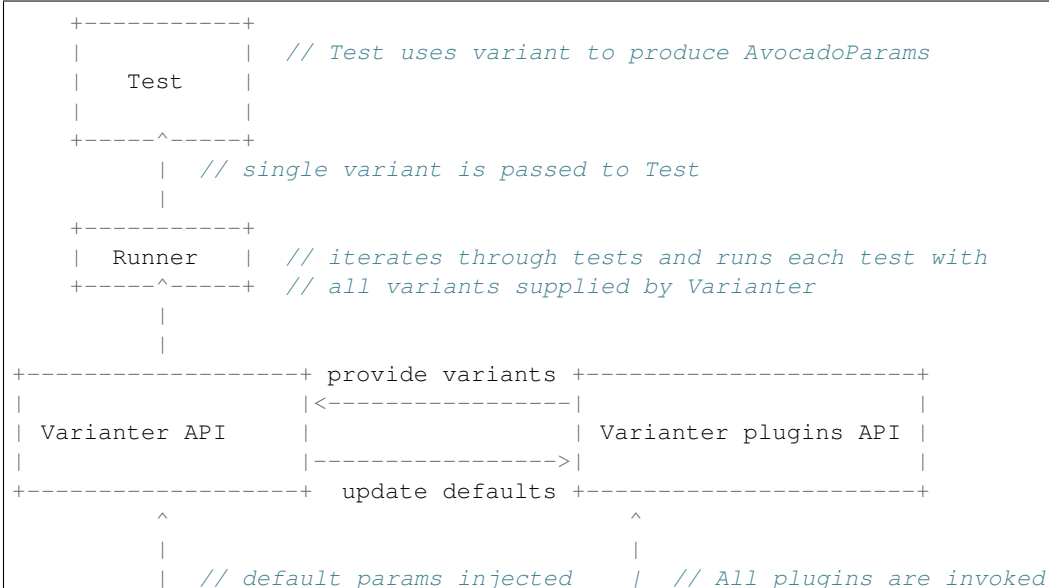 +-----------+
|           |  // Test uses variant to produce AvocadoParams
|   Test    |
|           |
+-----^-----+
      |  // single variant is passed to Test
      |
+-----------+
|  Runner   |  // iterates through tests and runs each test with
+-----^-----+  // all variants supplied by Varianter
      |
      |
+-------------------+ provide variants +-----------------------+
|                   |<-----------------|                       |
| Varianter API     |                  | Varianter plugins API |
|                   |----------------->|                       |
+-------------------+  update defaults +-----------------------+
          ^                                ^
          |                                |
          |  // default params injected    |  // All plugins are invoked